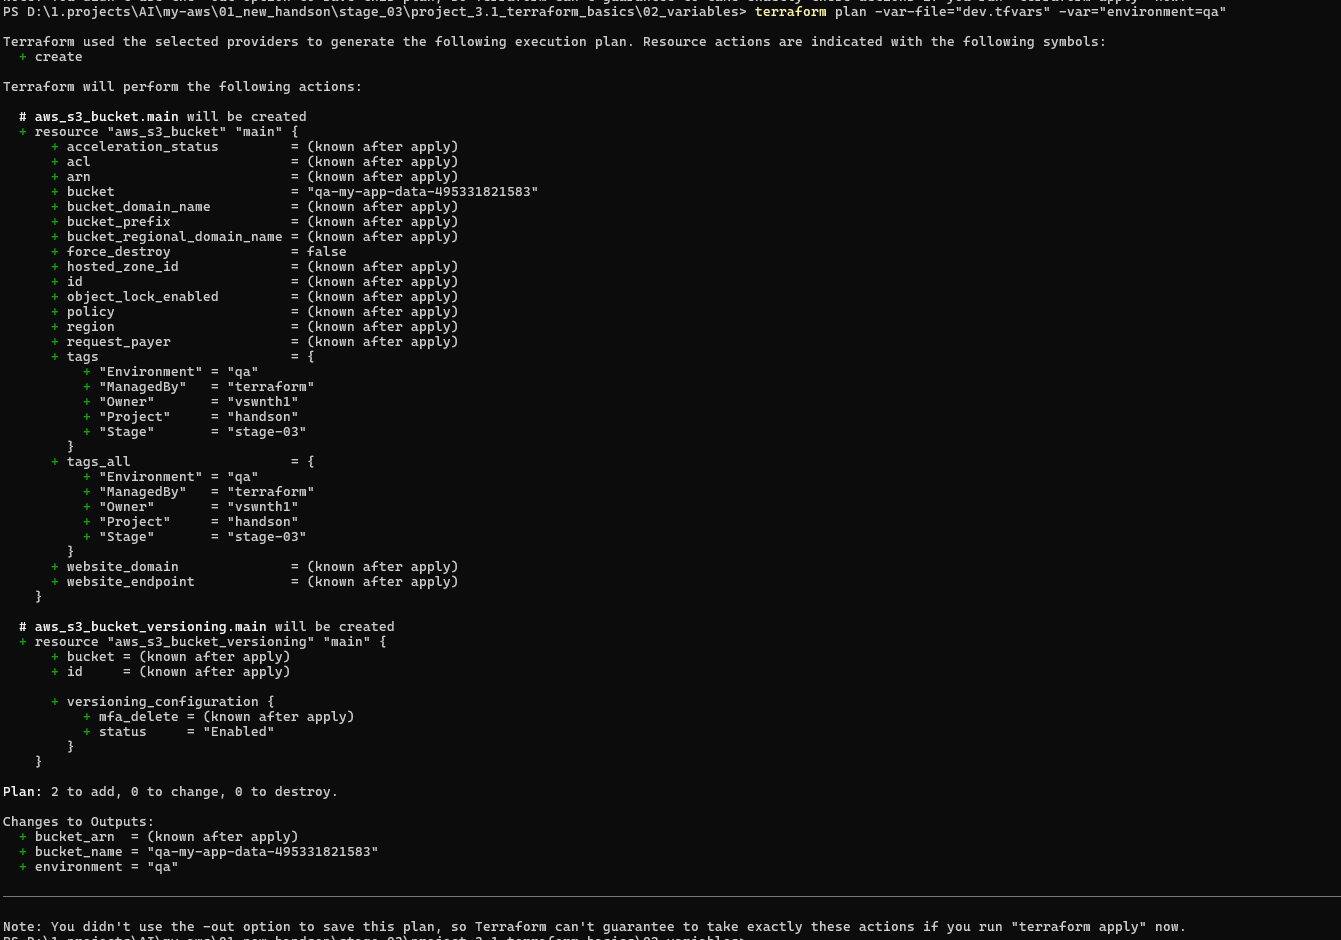 PS D:\1.projects\AI\my-aws\01_new_handson\stage_03\project_3.1_terraform_basics\02_variables> terraform plan -var-file="dev.tfvars" -var="environment=qa"
Terraform used the selected providers to generate the following execution plan. Resource actions are indicated with the following symbols:
  + create
Terraform will perform the following actions:
  # aws_s3_bucket.main will be created
  + resource "aws_s3_bucket" "main" {
      + acceleration_status         = (known after apply)
      + acl                         = (known after apply)
      + arn                         = (known after apply)
      + bucket                      = "qa-my-app-data-495331821583"
      + bucket_domain_name          = (known after apply)
      + bucket_prefix               = (known after apply)
      + bucket_regional_domain_name = (known after apply)
      + force_destroy               = false
      + hosted_zone_id              = (known after apply)
      + id                          = (known after apply)
      + object_lock_enabled         = (known after apply)
      + policy                      = (known after apply)
      + region                      = (known after apply)
      + request_payer               = (known after apply)
      + tags                        = {
          + "Environment" = "qa"
          + "ManagedBy"   = "terraform"
          + "Owner"       = "vswnth1"
          + "Project"     = "handson"
          + "Stage"       = "stage-03"
        }
      + tags_all                    = {
          + "Environment" = "qa"
          + "ManagedBy"   = "terraform"
          + "Owner"       = "vswnth1"
          + "Project"     = "handson"
          + "Stage"       = "stage-03"
        }
      + website_domain              = (known after apply)
      + website_endpoint            = (known after apply)
    }
  # aws_s3_bucket_versioning.main will be created
  + resource "aws_s3_bucket_versioning" "main" {
      + bucket = (known after apply)
      + id     = (known after apply)
      + versioning_configuration {
          + mfa_delete = (known after apply)
          + status     = "Enabled"
        }
    }
Plan: 2 to add, 0 to change, 0 to destroy.
Changes to Outputs:
  + bucket_arn  = (known after apply)
  + bucket_name = "qa-my-app-data-495331821583"
  + environment = "qa"
Note: You didn't use the -out option to save this plan, so Terraform can't guarantee to take exactly these actions if you run "terraform apply" now.